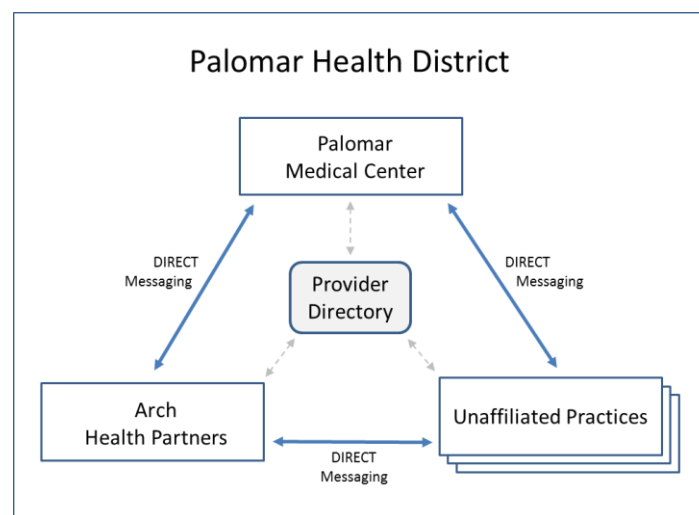 Palomar Health District
Palomar
Medical Center
DIRECT
Messaging
DIRECT
Messaging
Provider
Directory
Arch
Health Partners
Unaffiliated Practices
DIRECT
Messaging